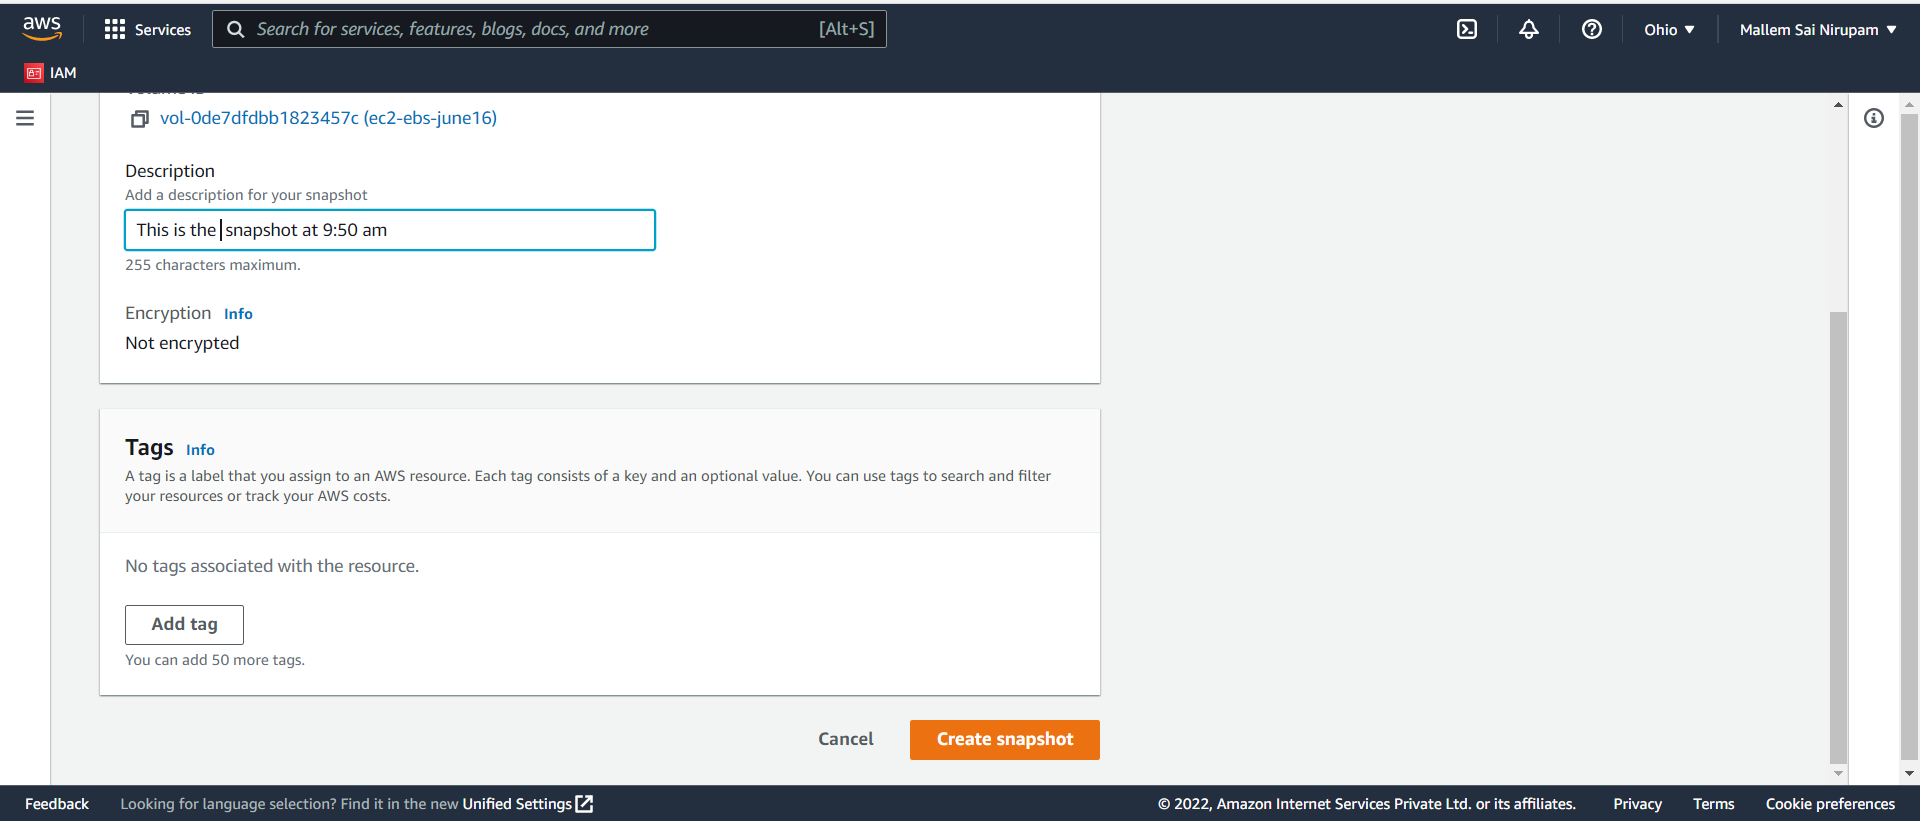 aws
Services
Search for services, features, blogs, docs, and more
[Alt+S]
Ohio
Mallem Sai Nirupam
IAM
vol-0de7dfdbb1823457c (ec2-ebs-june16)
Description
Add a description for your snapshot
This is the snapshot at 9:50 am
255 characters maximum.
Encryption Info
Not encrypted
Tags Info
A tag is a label that you assign to an AWS resource. Each tag consists of a key and an optional value. You can use tags to search and filter
your resources or track your AWS costs.
No tags associated with the resource.
Add tag
You can add 50 more tags.
Cancel
Create snapshot
Feedback
Looking for language selection? Find it in the new Unified Settings
© 2022, Amazon Internet Services Private Ltd. or its affiliates.
Privacy
Terms
Cookie preferences